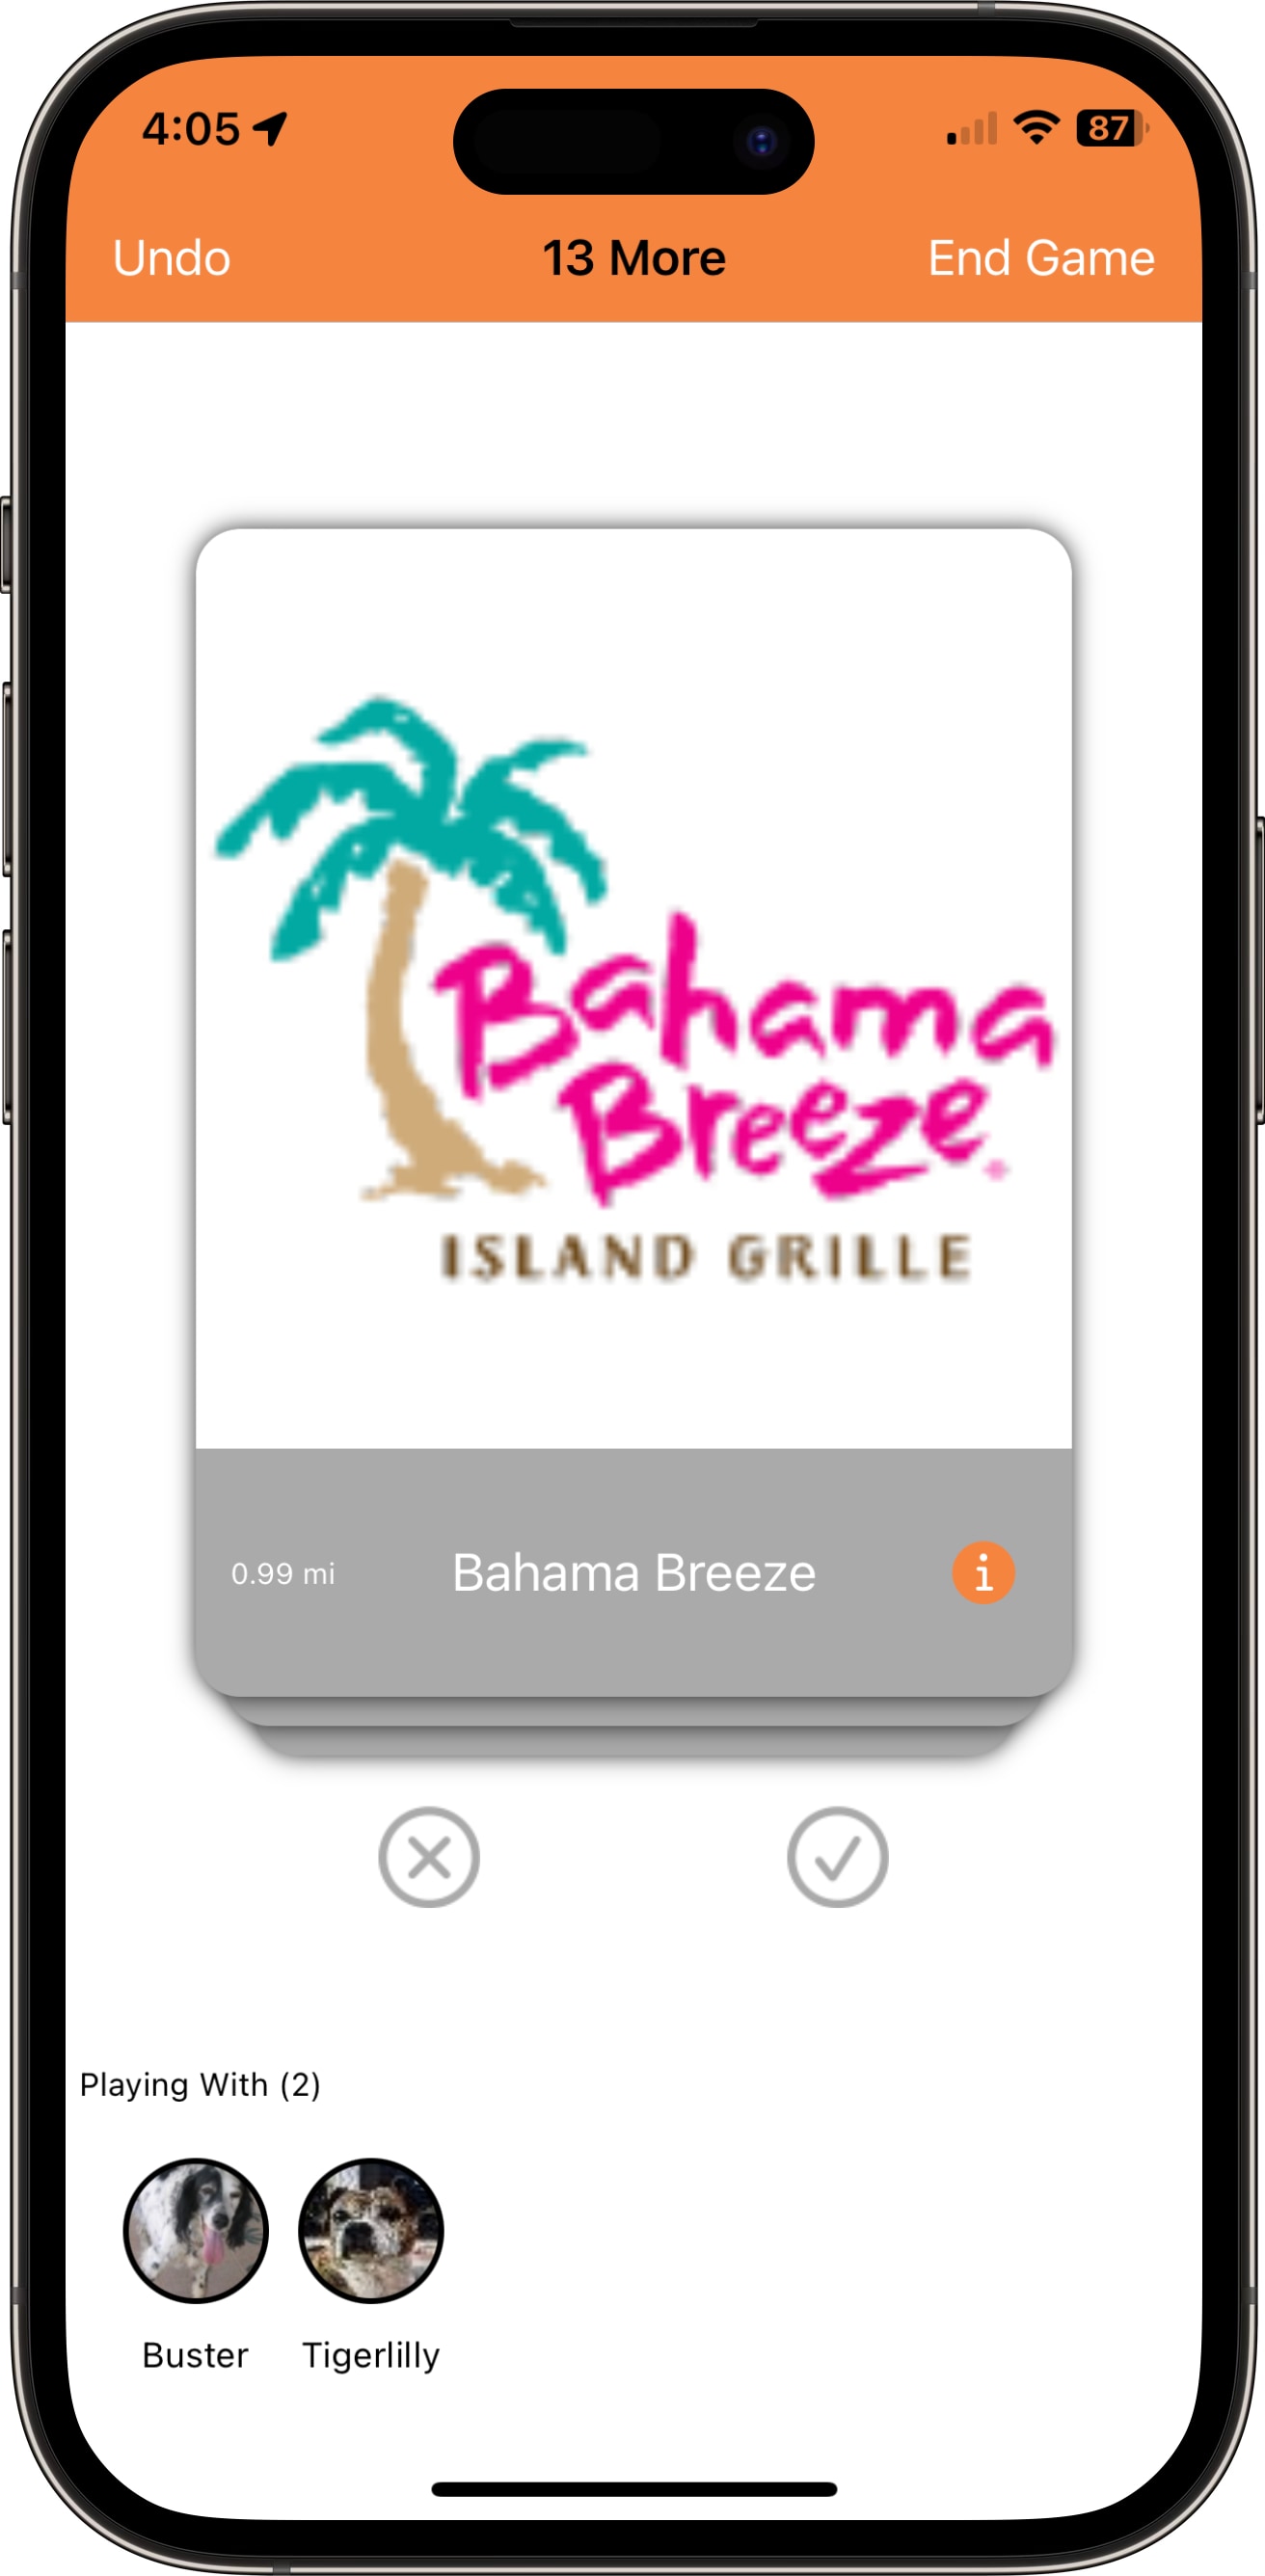 4:05
87
Undo
13 More
End Game
Bahama
Breeze
ISLAND GRILLE
0.99 mi
Bahama Breeze
i
Playing With (2)
Buster
Tigerlilly